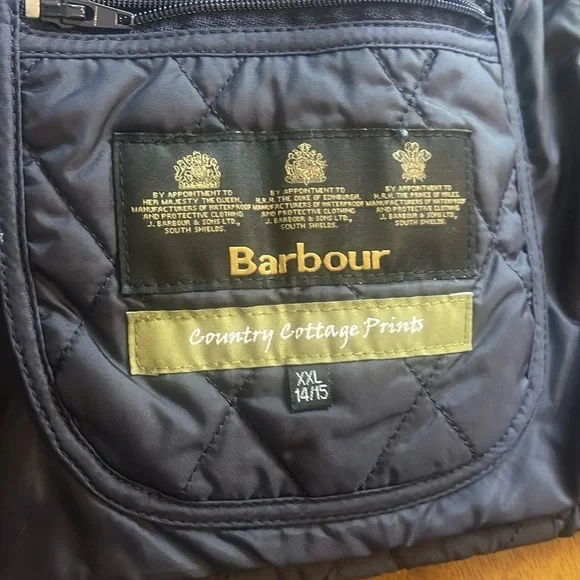 BY APPOINTMENT TO
HER MAJESTY THE QUEEN,
MANUFACTURERS OF WATERPROOF
AND PROTECTIVE CLOTHING
J. BARBOUR & SONS LTD.,
SOUTH SHIELDS.
BY APPOINTMENT TO
H.R.H. THE DUKE OF EDINBURGH,
MANUFACTURERS OF WATERPROOF
AND PROTECTIVE CLOTHING
J. BARBOUR & SONS LTD.,
SOUTH SHIELDS.
BY APPOINTMENT TO
H.R.H. THE PRINCE OF WALES,
MANUFACTURERS OF WATERPROOF
AND PROTECTIVE CLOTHING
J. BARBOUR & SONS LTD.,
SOUTH SHIELDS.
Barbour
Country Cottage Prints
XXL
14/15